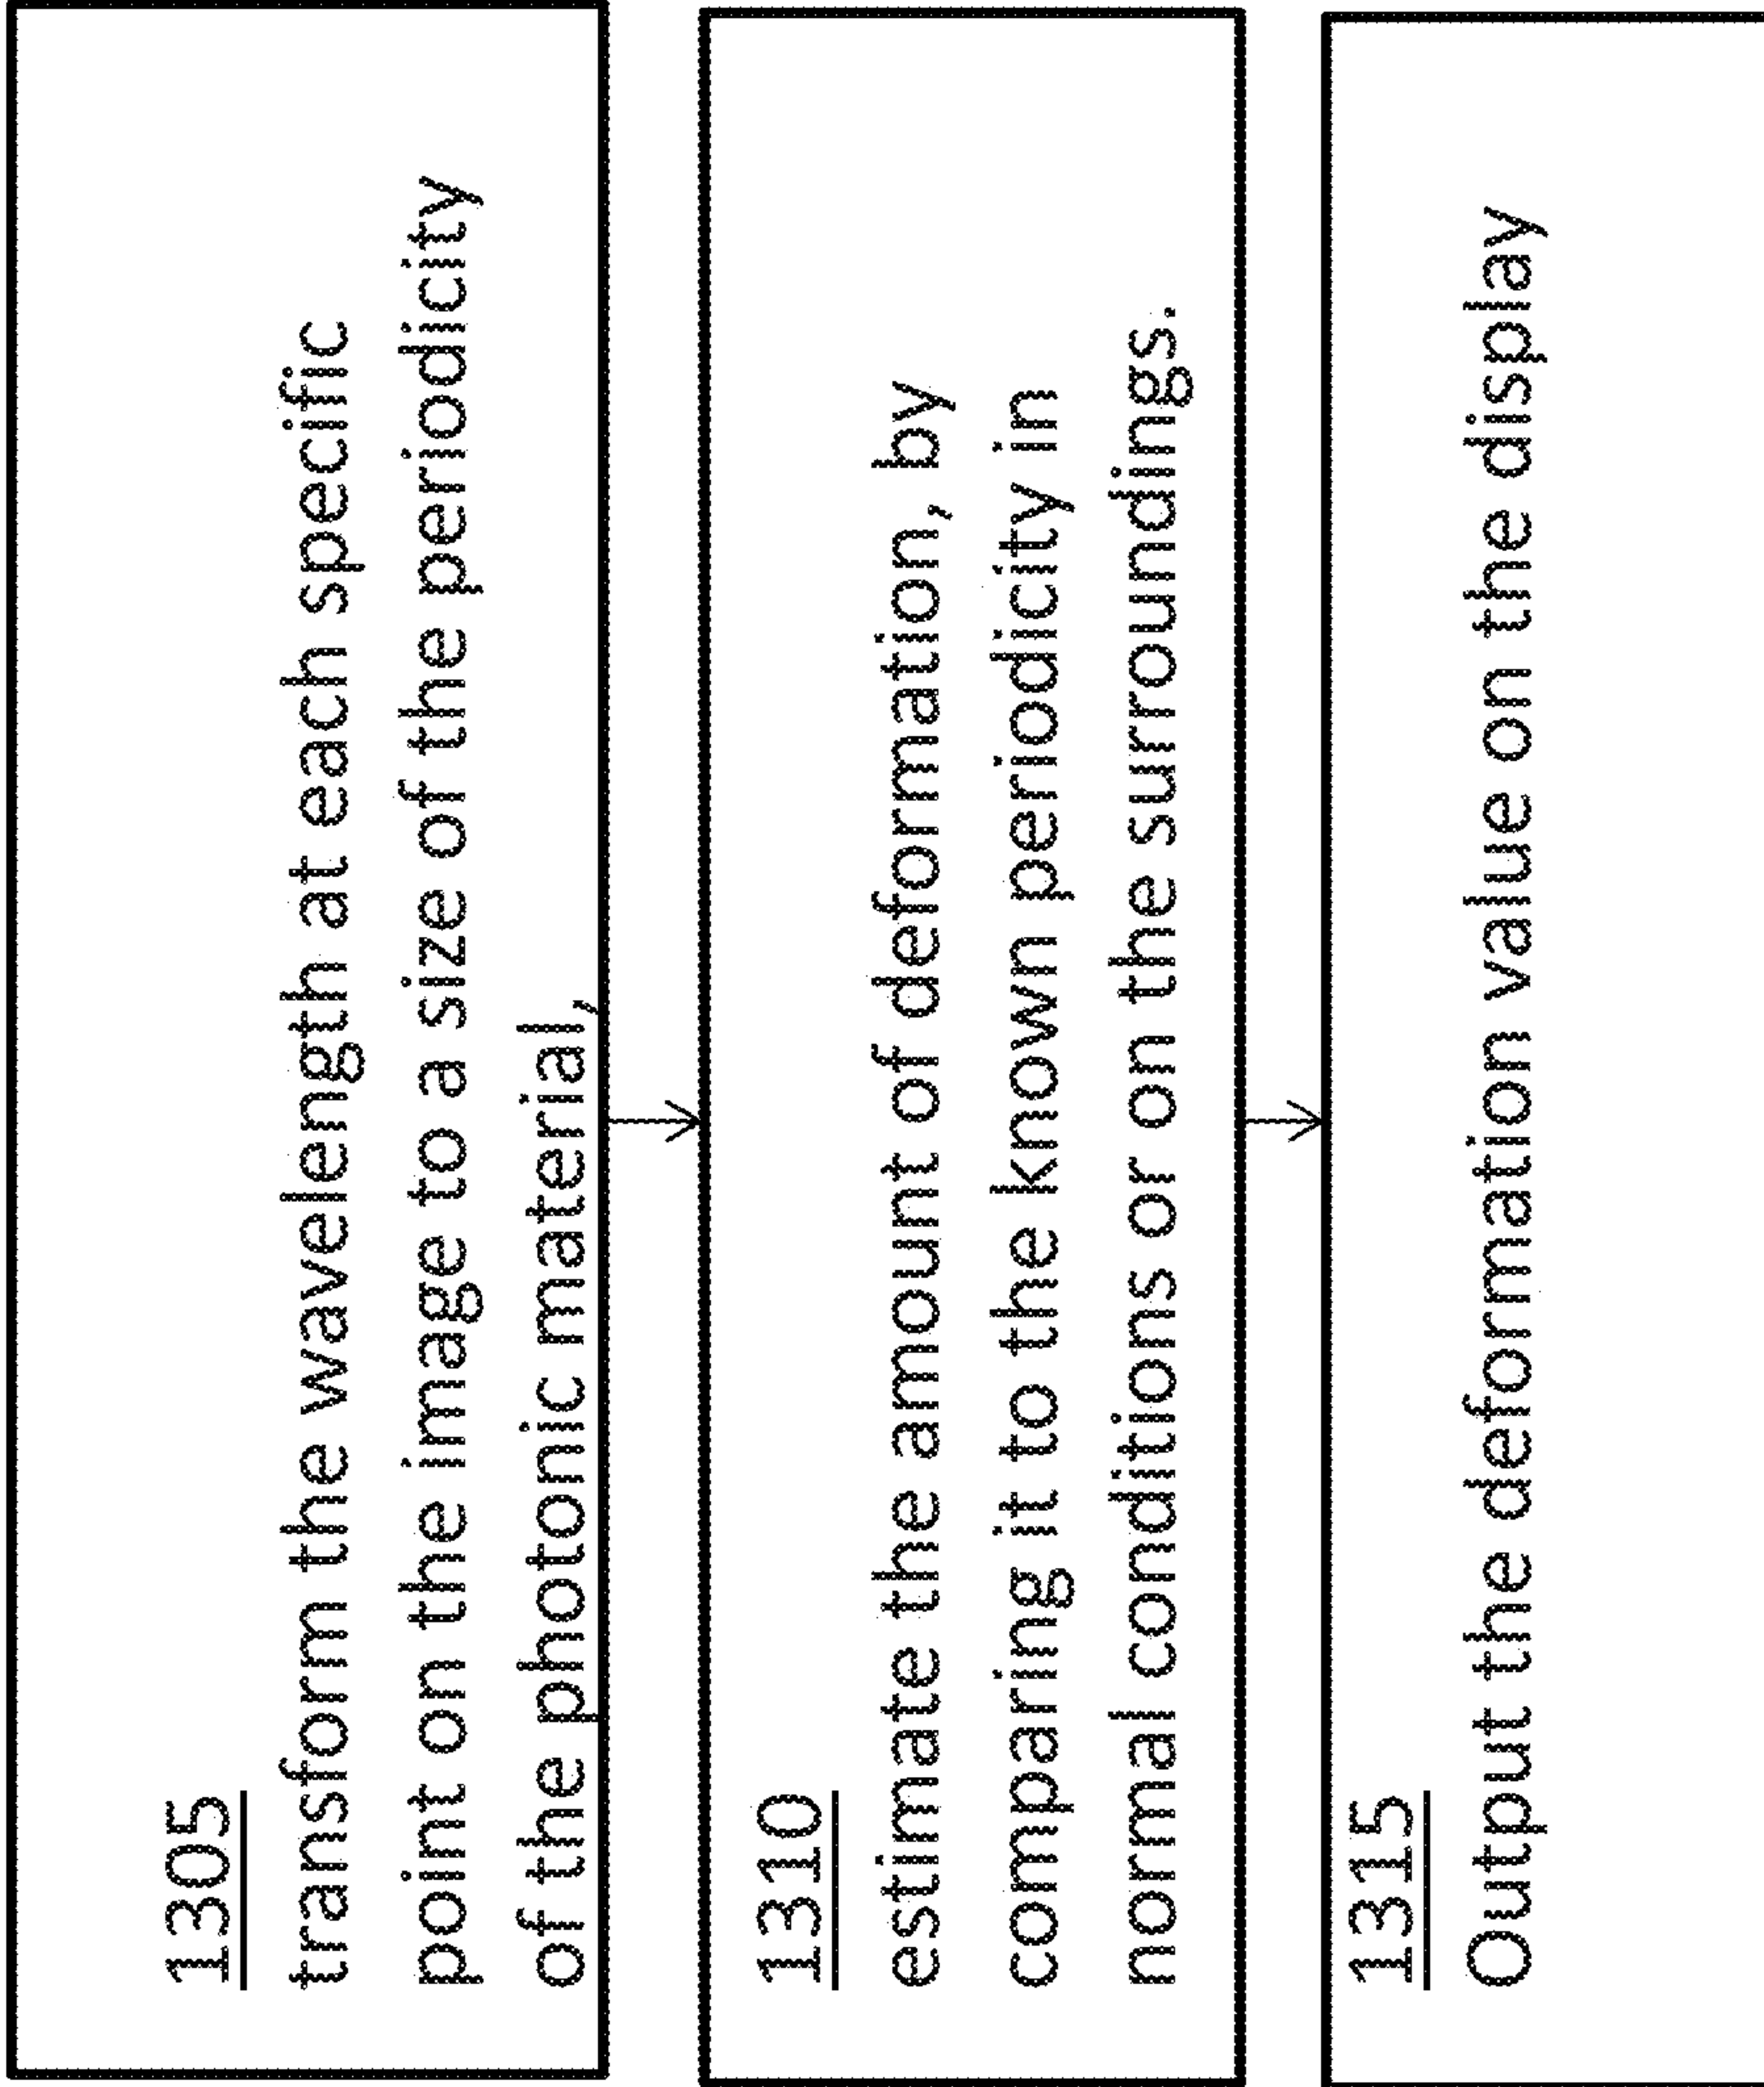 1305
transform the wavelength at each specific
point on the image to a size of the periodicity
of the photonic material,
1310
estimate the amount of deformation, by
comparing it to the known periodicity in
normal conditions or on the surroundings.
1315
Output the deformation value on the display